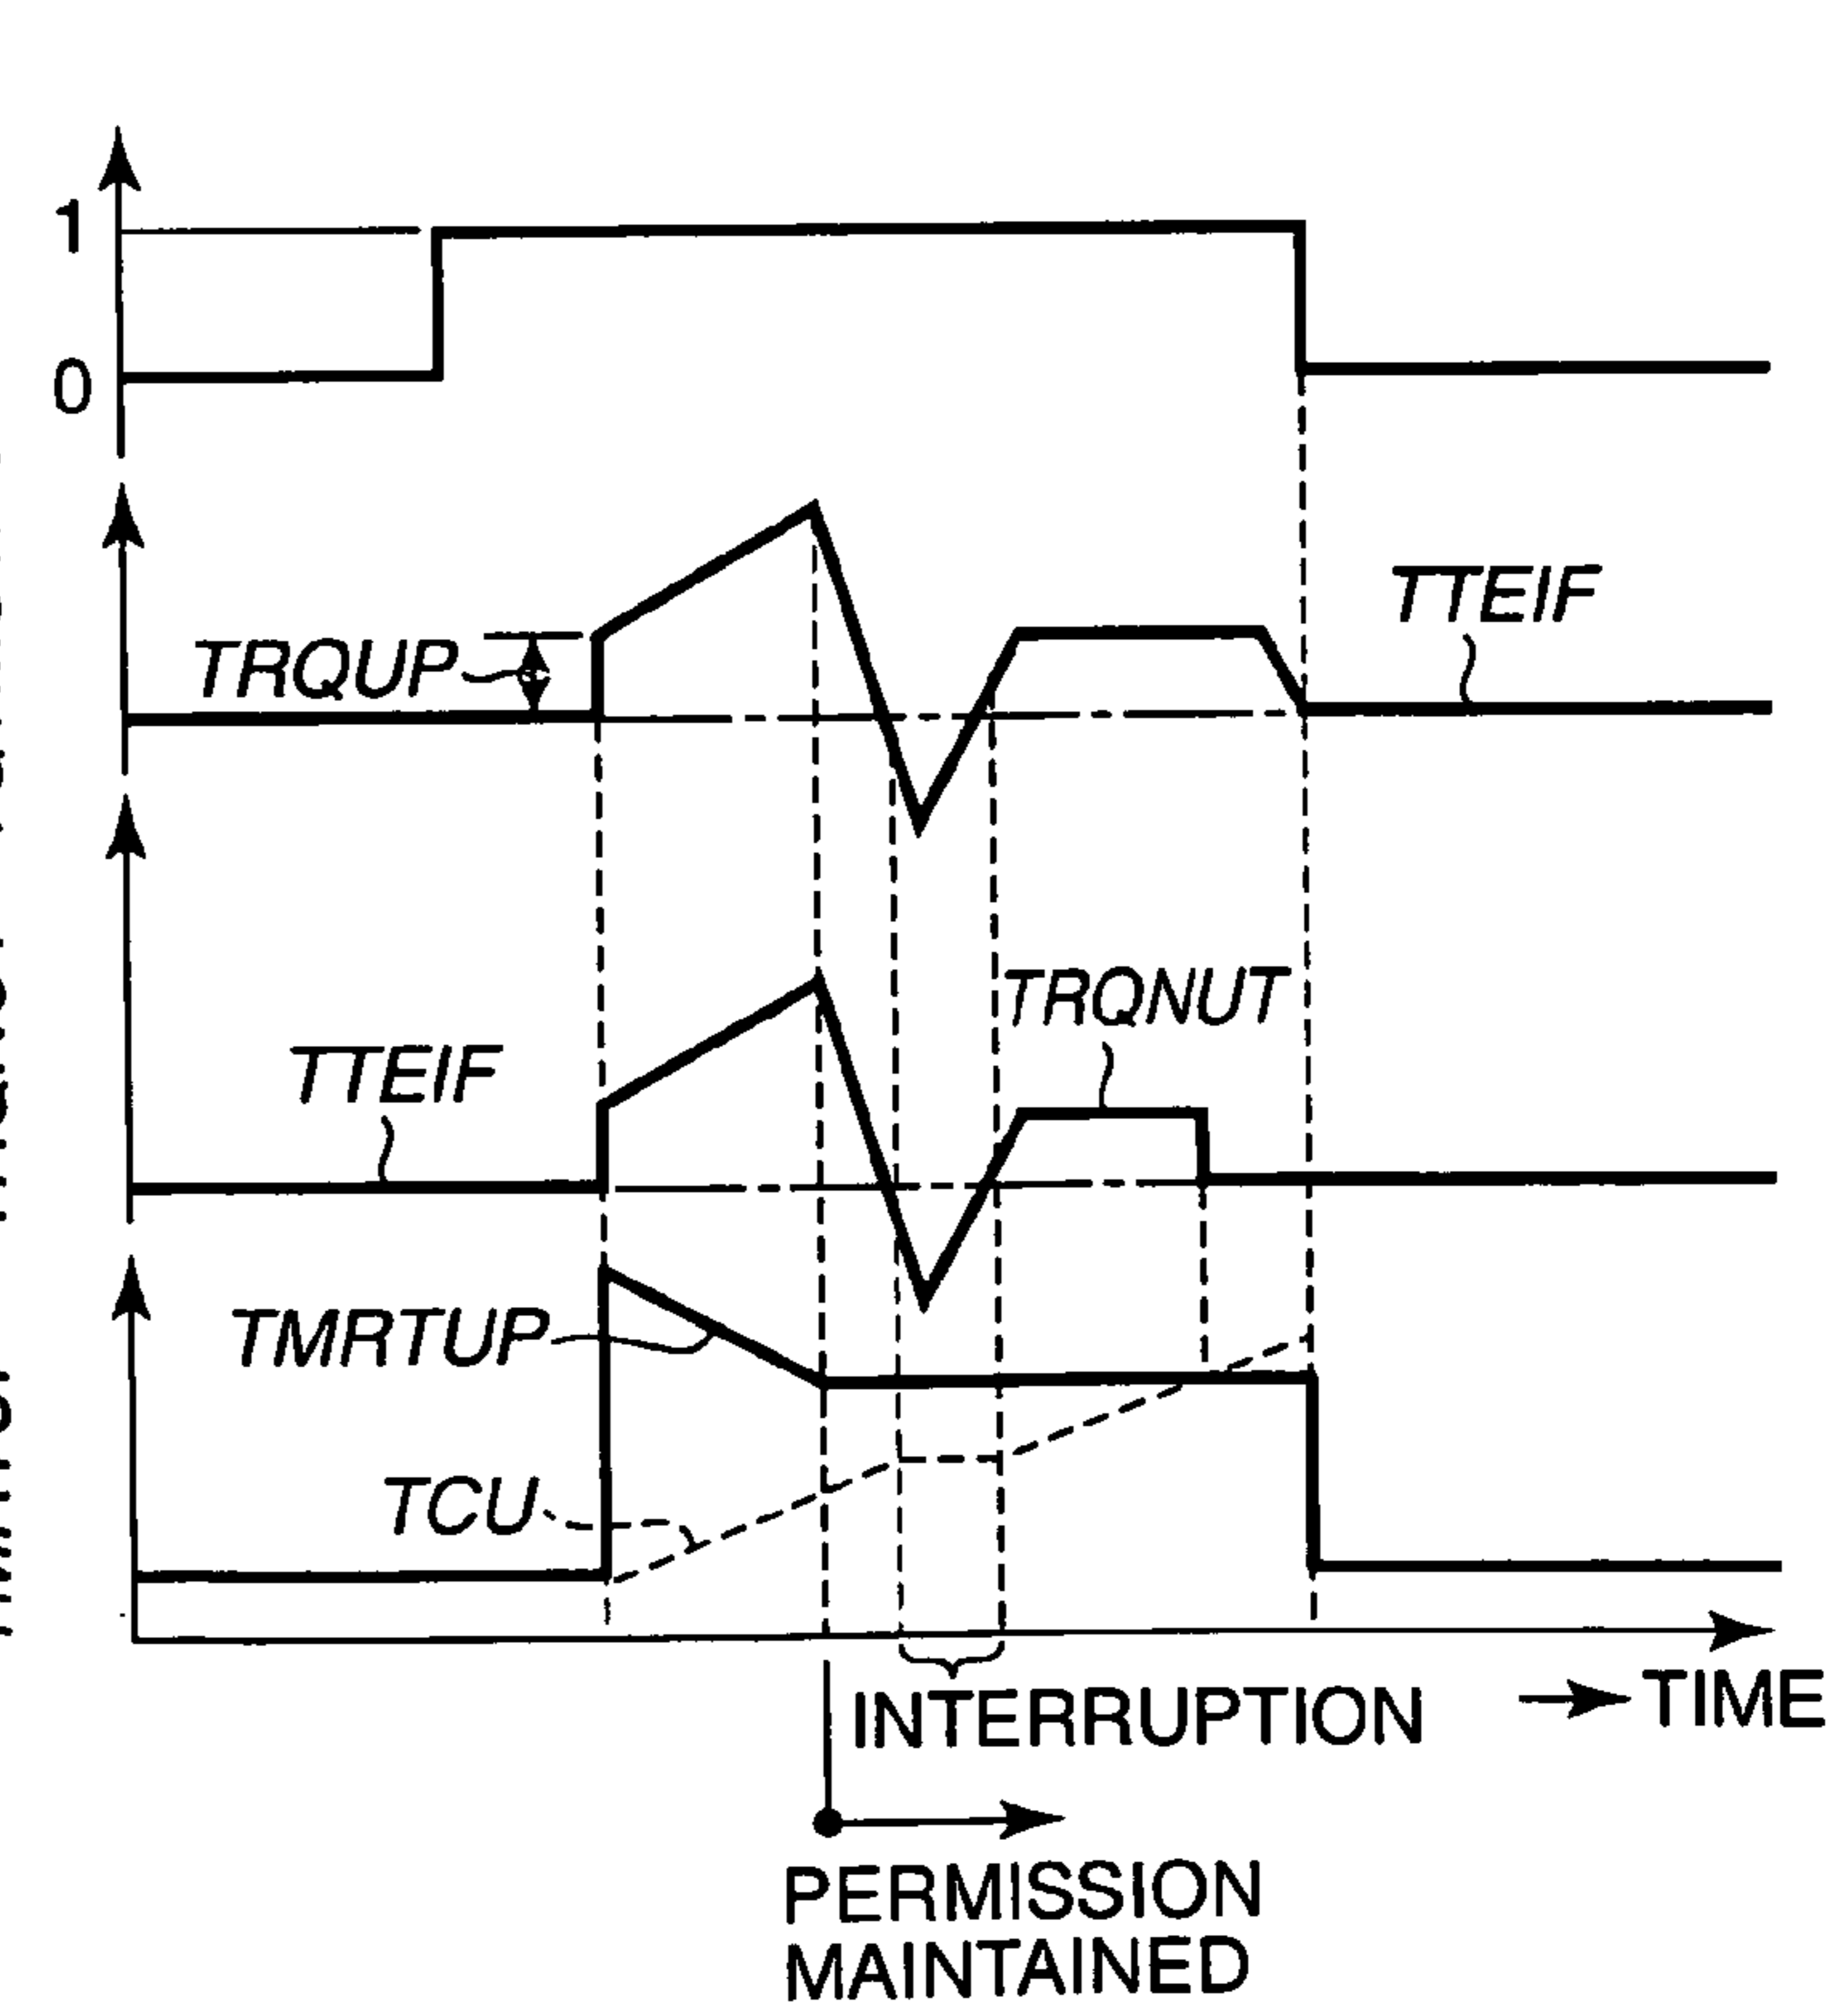 1
0
TTEIF
TRQUP
TRQNUT
TTEIF
TMRTUP
TCU
INTERRUPTION
TIME
PERMISSION
MAINTAINED